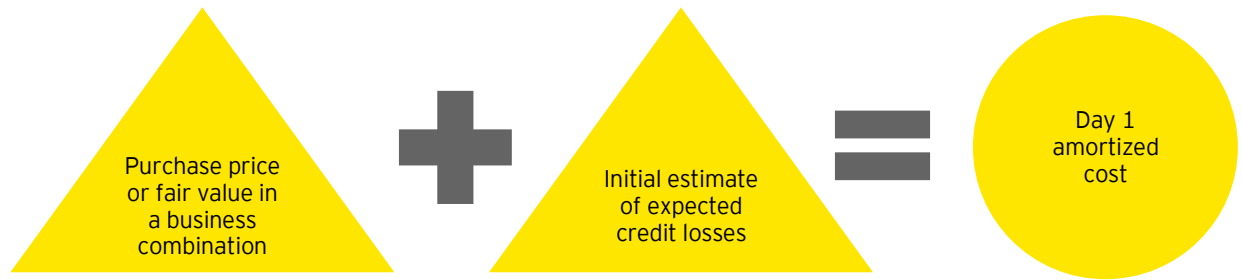 Purchase price
or fair value in
a business
combination
Initial estimate
of expected
credit losses
Day 1
amortized
cost